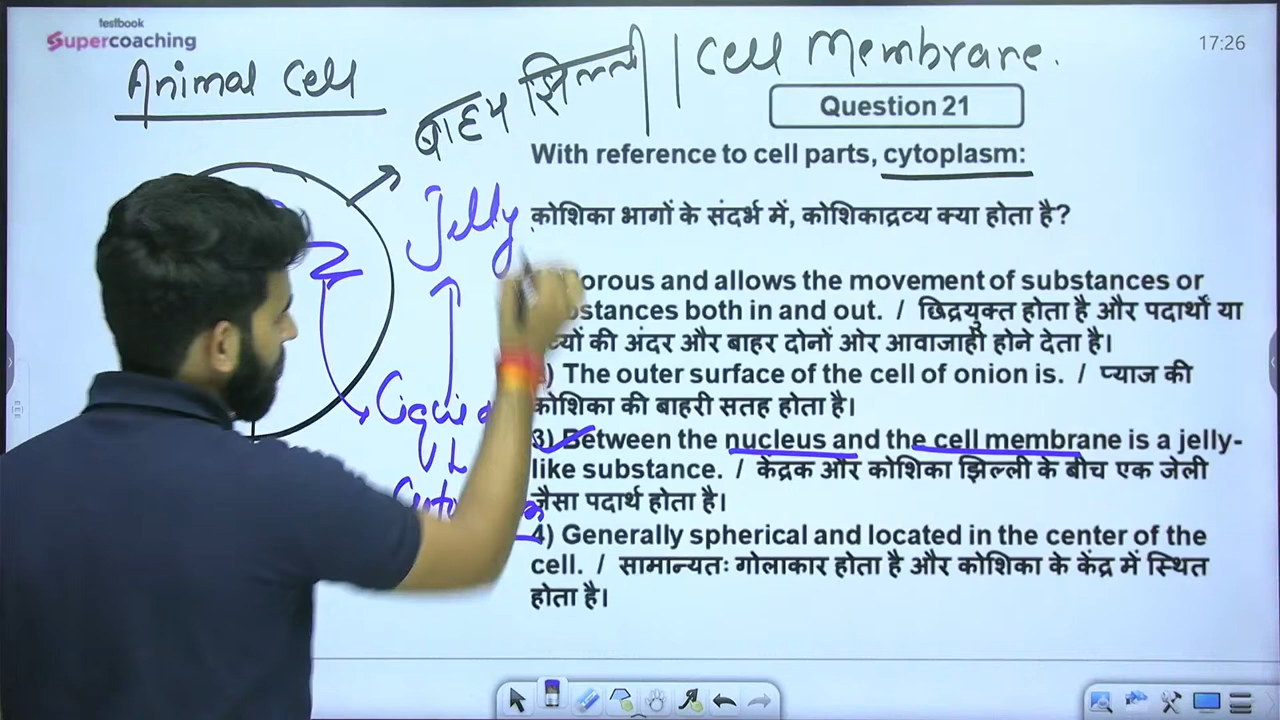 testbook
Supercoaching
17:26
Animal Cell
बाह्य झिल्ली | Cell Membrane.
Question 21
With reference to cell parts, cytoplasm:
कोशिका भागों के संदर्भ में, कोशिकाद्रव्य क्या होता है?
Jelly
orous and allows the movement of substances or
stances both in and out. / छिद्रयुक्त होता है और पदार्थों या
की अंदर और बाहर दोनों ओर आवाजाही होने देता है।
) The outer surface of the cell of onion is. / प्याज की
कोशिका की बाहरी सतह होता है।
Liquid
3) Between the nucleus and the cell membrane is a jelly-
like substance. / केंद्रक और कोशिका झिल्ली के बीच एक जेली
जैसा पदार्थ होता है।
4) Generally spherical and located in the center of the
cell. / सामान्यतः गोलाकार होता है और कोशिका के केंद्र में स्थित
होता है।